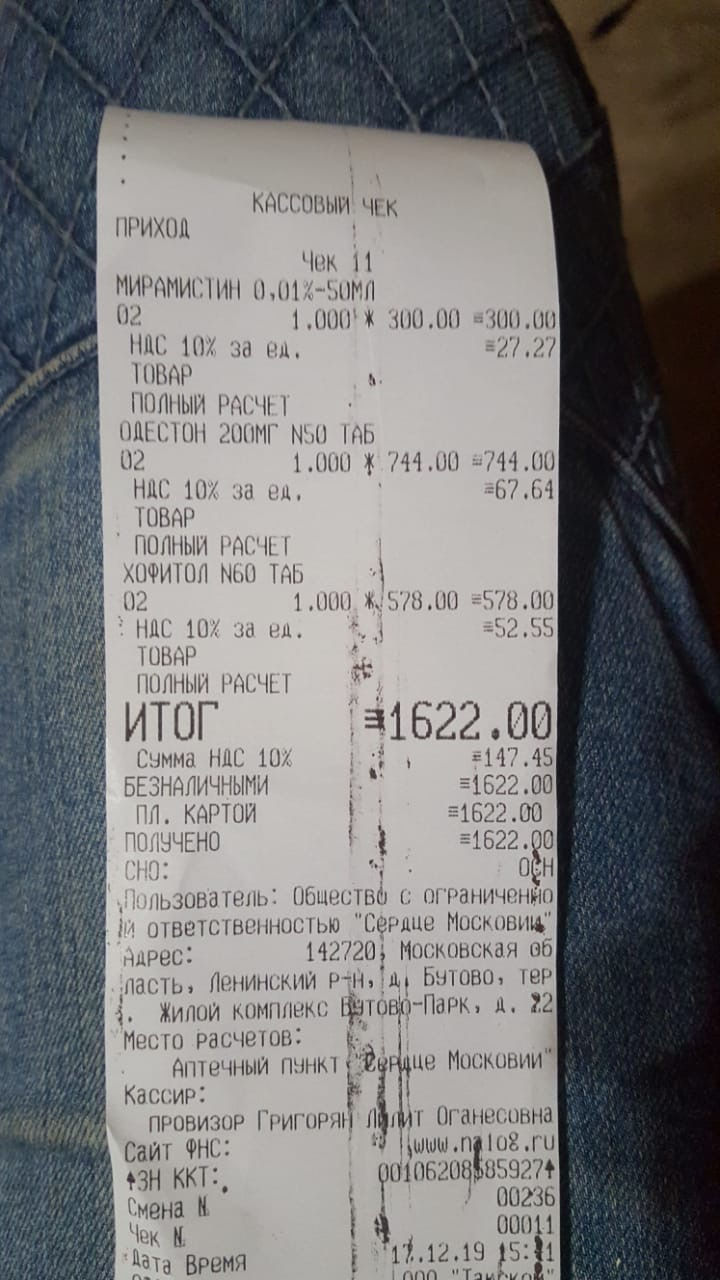 КАССОВЫЙ ЧЕК
ПРИХОД
Чек 11
МИРАМИСТИН 0,01%-50МЛ
02 1.000 * 300.00 ≡300.00
НДС 10% за ед. ≡27.27
ТОВАР
ПОЛНЫЙ РАСЧЕТ
ОДЕСТОН 200МГ N50 ТАБ
02 1.000 * 744.00 ≡744.00
НДС 10% за ед. ≡67.64
ТОВАР
ПОЛНЫЙ РАСЧЕТ
ХОФИТОЛ N60 ТАБ
02 1.000 * 578.00 ≡578.00
НДС 10% за ед. ≡52.55
ТОВАР
ПОЛНЫЙ РАСЧЕТ
ИТОГ ≡1622.00
Сумма НДС 10% ≡147.45
БЕЗНАЛИЧНЫМИ ≡1622.00
ПЛ. КАРТОЙ ≡1622.00
ПОЛУЧЕНО ≡1622.00
СНО: ОСН
Пользователь: Общество с ограниченно
й ответственностью "Сердце Московии"
Адрес: 142720, Московская об
ласть, Ленинский р-н, д. Бутово, тер
. Жилой комплекс Бутово-Парк, д. 22
Место расчетов:
Аптечный пункт "Сердце Московии"
Кассир:
провизор Григорян Лилит Оганесовна
Сайт ФНС: www.nalog.ru
ЗН ККТ: 00106208585927
Смена N 00236
Чек N 00011
Дата Время 17.12.19
ООО